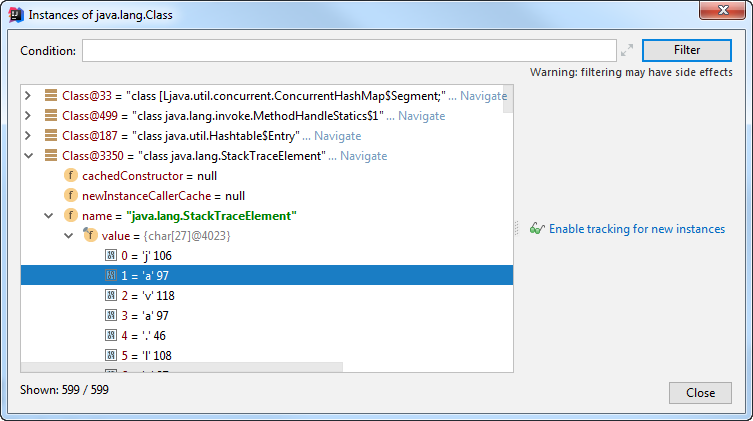 Instances of java.lang.Class
Condition:
Filter
Warning: filtering may have side effects
Class@33 = "class [Ljava.util.concurrent.ConcurrentHashMap$Segment;" ... Navigate
Class@499 = "class java.lang.invoke.MethodHandleStatics$1" ... Navigate
Class@187 = "class java.util.Hashtable$Entry" ... Navigate
Class@3350 = "class java.lang.StackTraceElement" ... Navigate
cachedConstructor = null
newInstanceCallerCache = null
name = "java.lang.StackTraceElement"
value = {char[27]@4023}
0 = 'j' 106
1 = 'a' 97
2 = 'v' 118
3 = 'a' 97
4 = '.' 46
5 = 'l' 108
Enable tracking for new instances
Shown: 599 / 599
Close